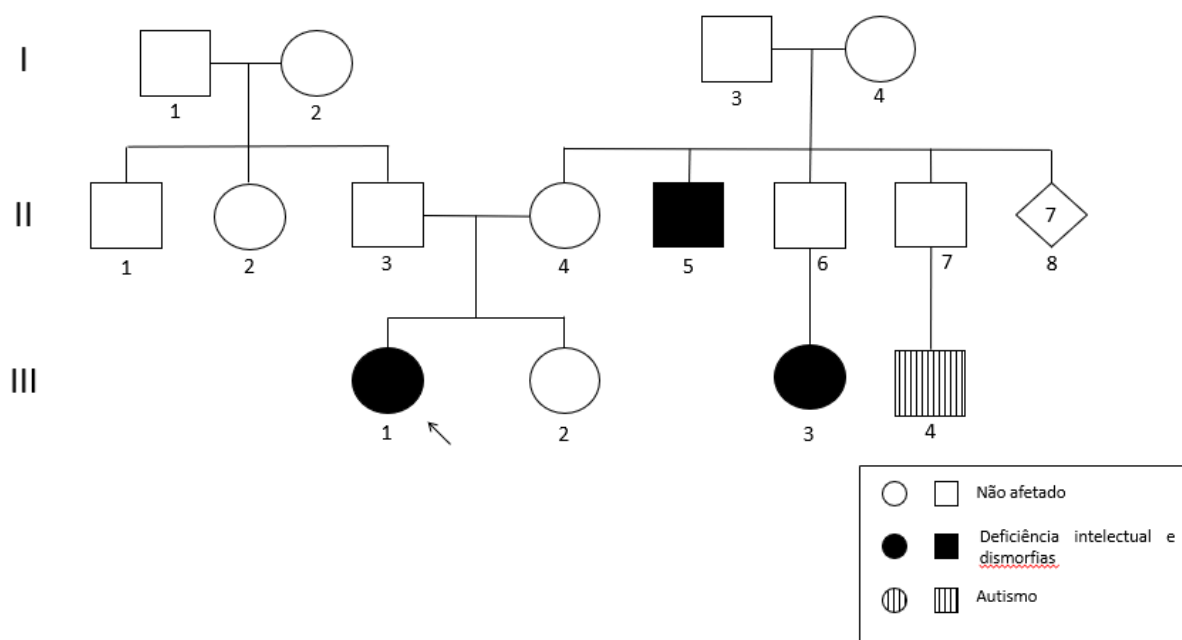 I
1 2 3 4
II
7
1 2 3 4 5 6 7 8
III
1 2 3 4
Não afetado
Deficiência intelectual e
dismorfias
Autismo